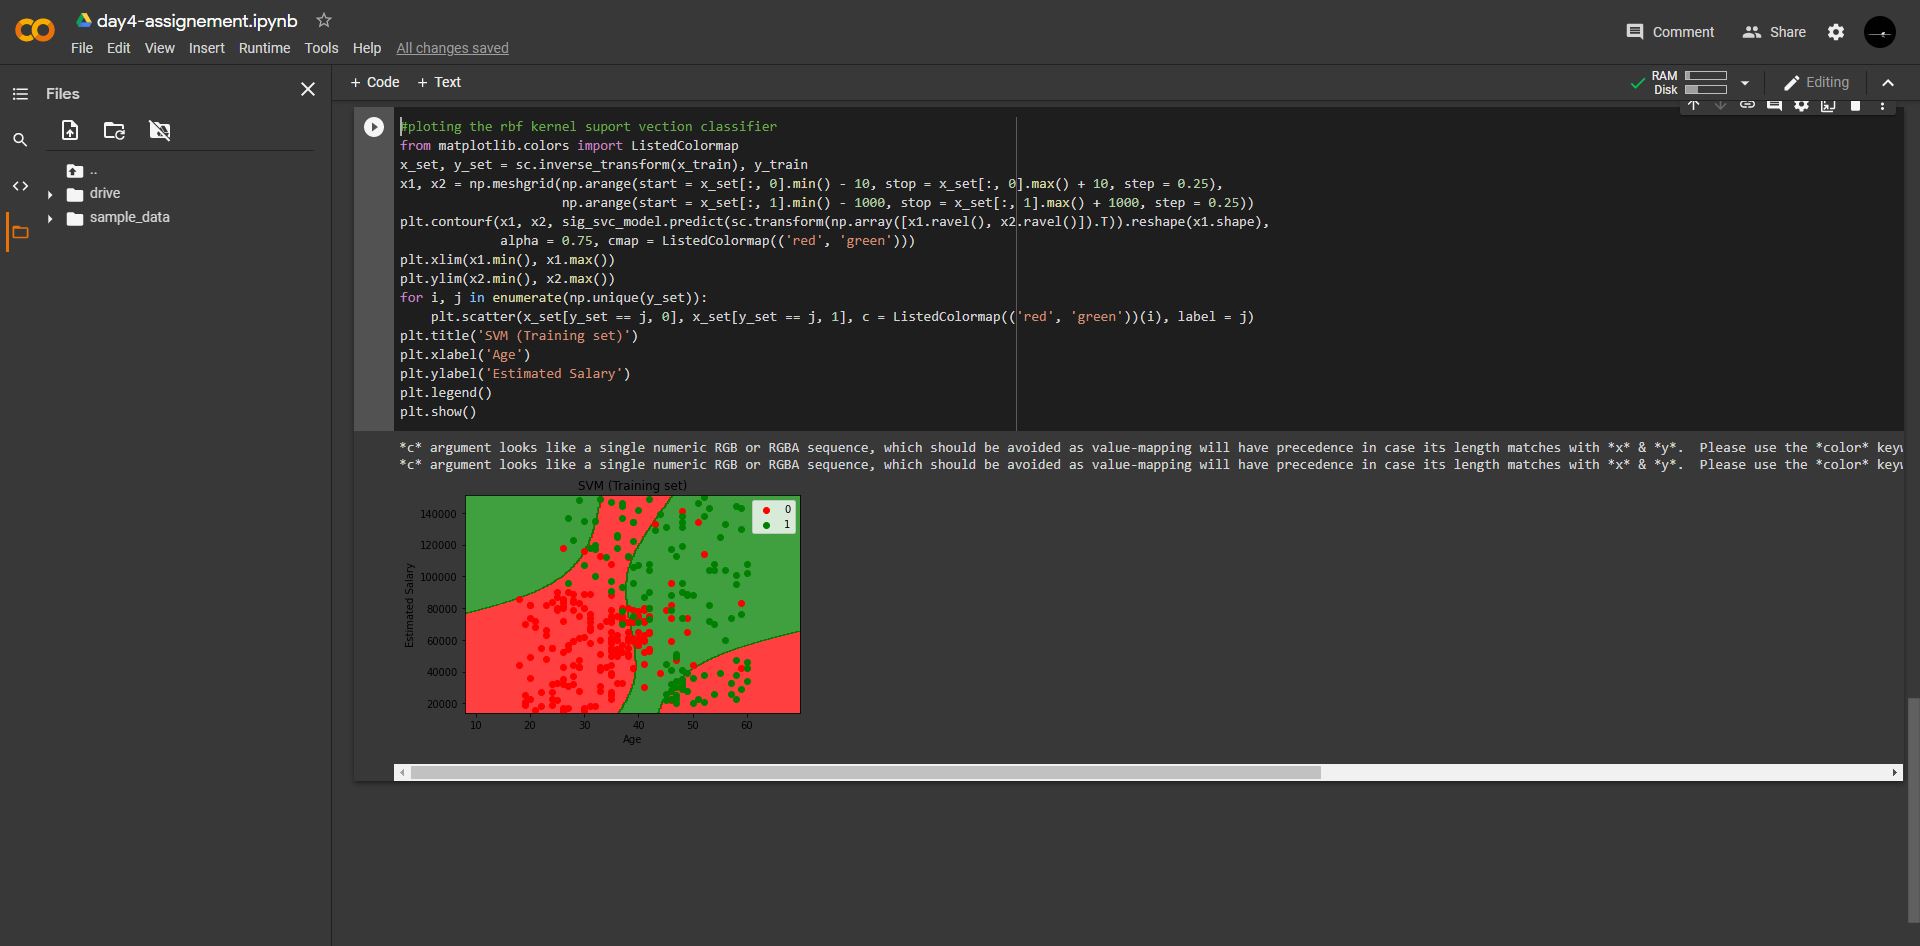 day4-assignement.ipynb
File Edit View Insert Runtime Tools Help All changes saved
Comment Share
Files
+ Code + Text
RAM
Disk
Editing
..
drive
sample_data
#ploting the rbf kernel suport vection classifier
from matplotlib.colors import ListedColormap
x_set, y_set = sc.inverse_transform(x_train), y_train
x1, x2 = np.meshgrid(np.arange(start = x_set[:, 0].min() - 10, stop = x_set[:, 0].max() + 10, step = 0.25),
np.arange(start = x_set[:, 1].min() - 1000, stop = x_set[:, 1].max() + 1000, step = 0.25))
plt.contourf(x1, x2, sig_svc_model.predict(sc.transform(np.array([x1.ravel(), x2.ravel()]).T)).reshape(x1.shape),
alpha = 0.75, cmap = ListedColormap(('red', 'green')))
plt.xlim(x1.min(), x1.max())
plt.ylim(x2.min(), x2.max())
for i, j in enumerate(np.unique(y_set)):
plt.scatter(x_set[y_set == j, 0], x_set[y_set == j, 1], c = ListedColormap(('red', 'green'))(i), label = j)
plt.title('SVM (Training set)')
plt.xlabel('Age')
plt.ylabel('Estimated Salary')
plt.legend()
plt.show()
*c* argument looks like a single numeric RGB or RGBA sequence, which should be avoided as value-mapping will have precedence in case its length matches with *x* & *y*.  Please use the *color* keyw
*c* argument looks like a single numeric RGB or RGBA sequence, which should be avoided as value-mapping will have precedence in case its length matches with *x* & *y*.  Please use the *color* keyw
SVM (Training set)
0
1
140000
120000
100000
80000
60000
40000
20000
Estimated Salary
10 20 30 40 50 60
Age